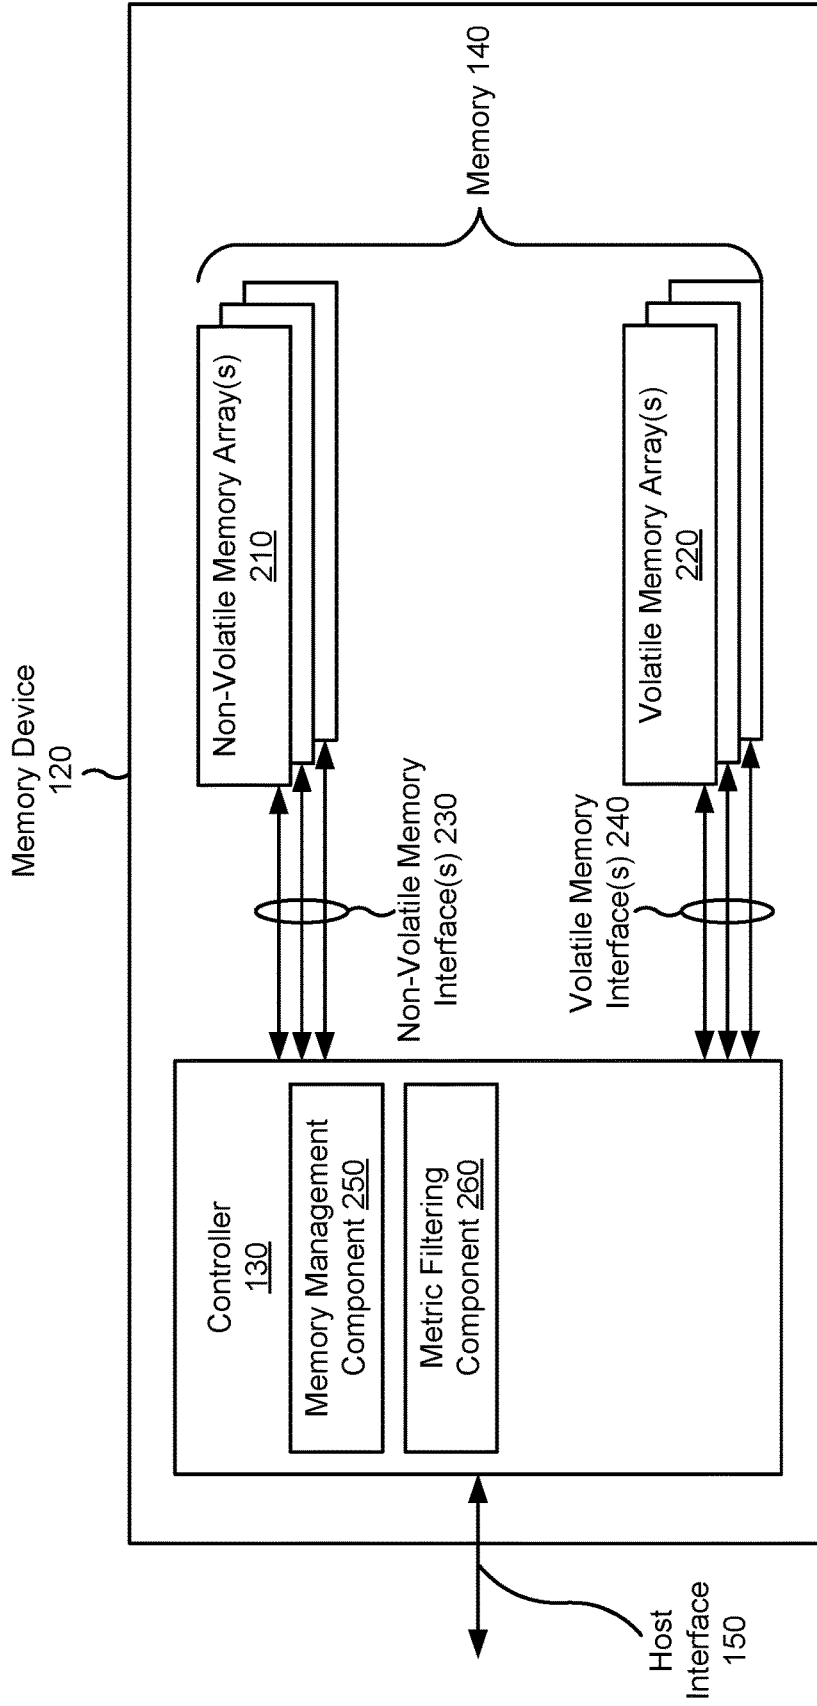 Memory Device
120
Controller
130
Memory Management
Component 250
Metric Filtering
Component 260
Host
Interface
150
Non-Volatile Memory
Interface(s) 230
Volatile Memory
Interface(s) 240
Non-Volatile Memory Array(s)
210
Volatile Memory Array(s)
220
Memory 140